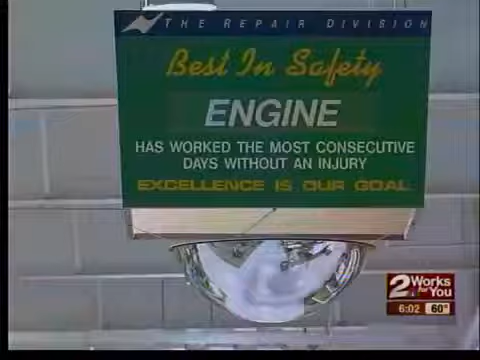 THE REPAIR DIVISION
Best In Safety
ENGINE
HAS WORKED THE MOST CONSECUTIVE
DAYS WITHOUT AN INJURY
EXCELLENCE IS OUR GOAL
2 Works
for You
6:02 60°